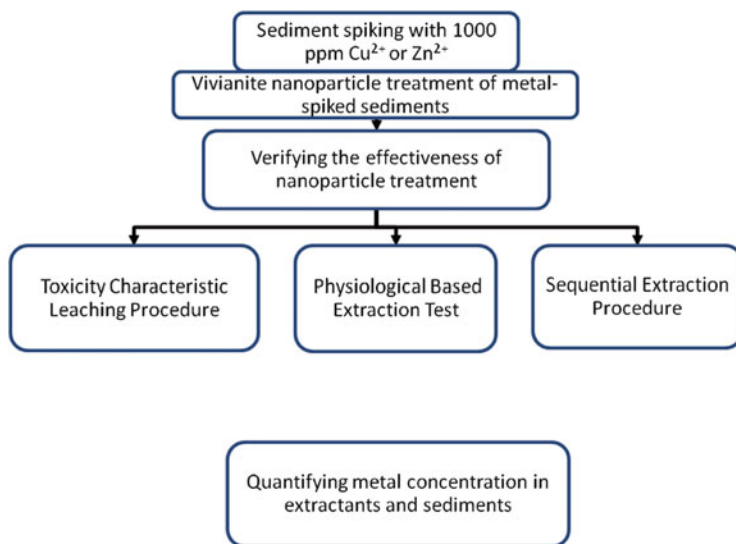 Sediment spiking with 1000
ppm Cu²⁺ or Zn²⁺
Vivianite nanoparticle treatment of metal-
spiked sediments
Verifying the effectiveness of
nanoparticle treatment
Toxicity Characteristic
Leaching Procedure
Physiological Based
Extraction Test
Sequential Extraction
Procedure
Quantifying metal concentration in
extractants and sediments